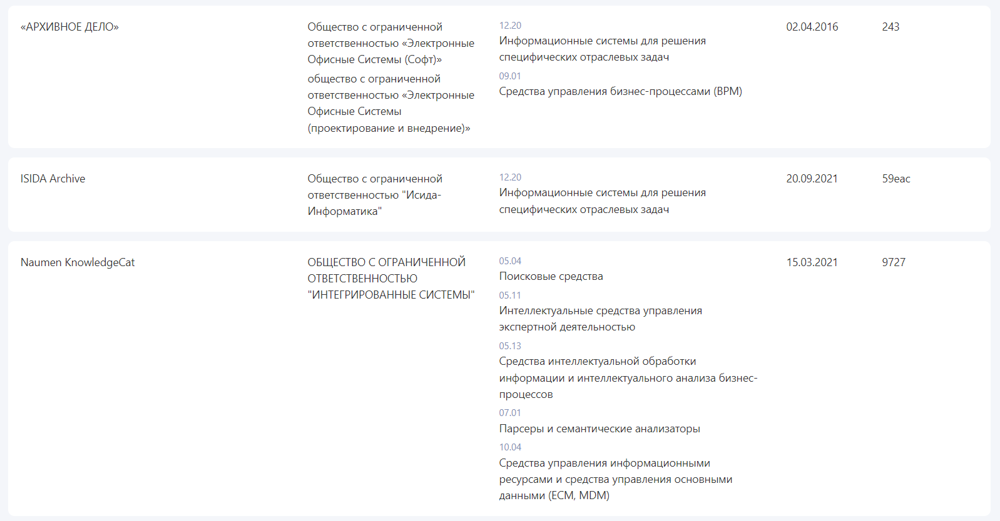 «АРХИВНОЕ ДЕЛО»
Общество с ограниченной
ответственностью «Электронные
Офисные Системы (Софт)»
общество с ограниченной
ответственностью «Электронные
Офисные Системы
(проектирование и внедрение)»
12.20
Информационные системы для решения
специфических отраслевых задач
09.01
Средства управления бизнес-процессами (BPM)
02.04.2016
243
ISIDA Archive
Общество с ограниченной
ответственностью "Исида-
Информатика"
12.20
Информационные системы для решения
специфических отраслевых задач
20.09.2021
59eac
Naumen KnowledgeCat
ОБЩЕСТВО С ОГРАНИЧЕННОЙ
ОТВЕТСТВЕННОСТЬЮ
"ИНТЕГРИРОВАННЫЕ СИСТЕМЫ"
05.04
Поисковые средства
05.11
Интеллектуальные средства управления
экспертной деятельностью
05.13
Средства интеллектуальной обработки
информации и интеллектуального анализа бизнес-
процессов
07.01
Парсеры и семантические анализаторы
10.04
Средства управления информационными
ресурсами и средства управления основными
данными (ECM, MDM)
15.03.2021
9727